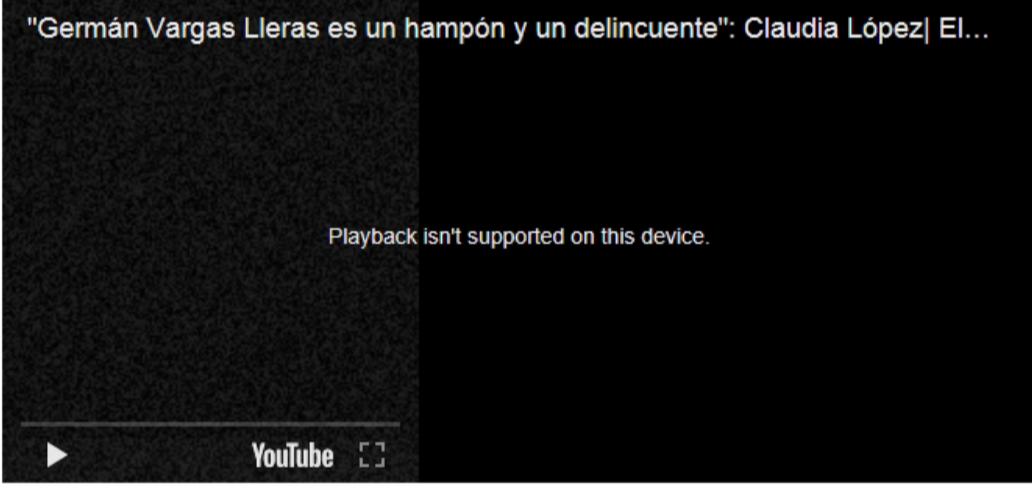 "Germán Vargas Lleras es un hampón y un delincuente": Claudia López| El...
Playback isn't supported on this device.
YouTube